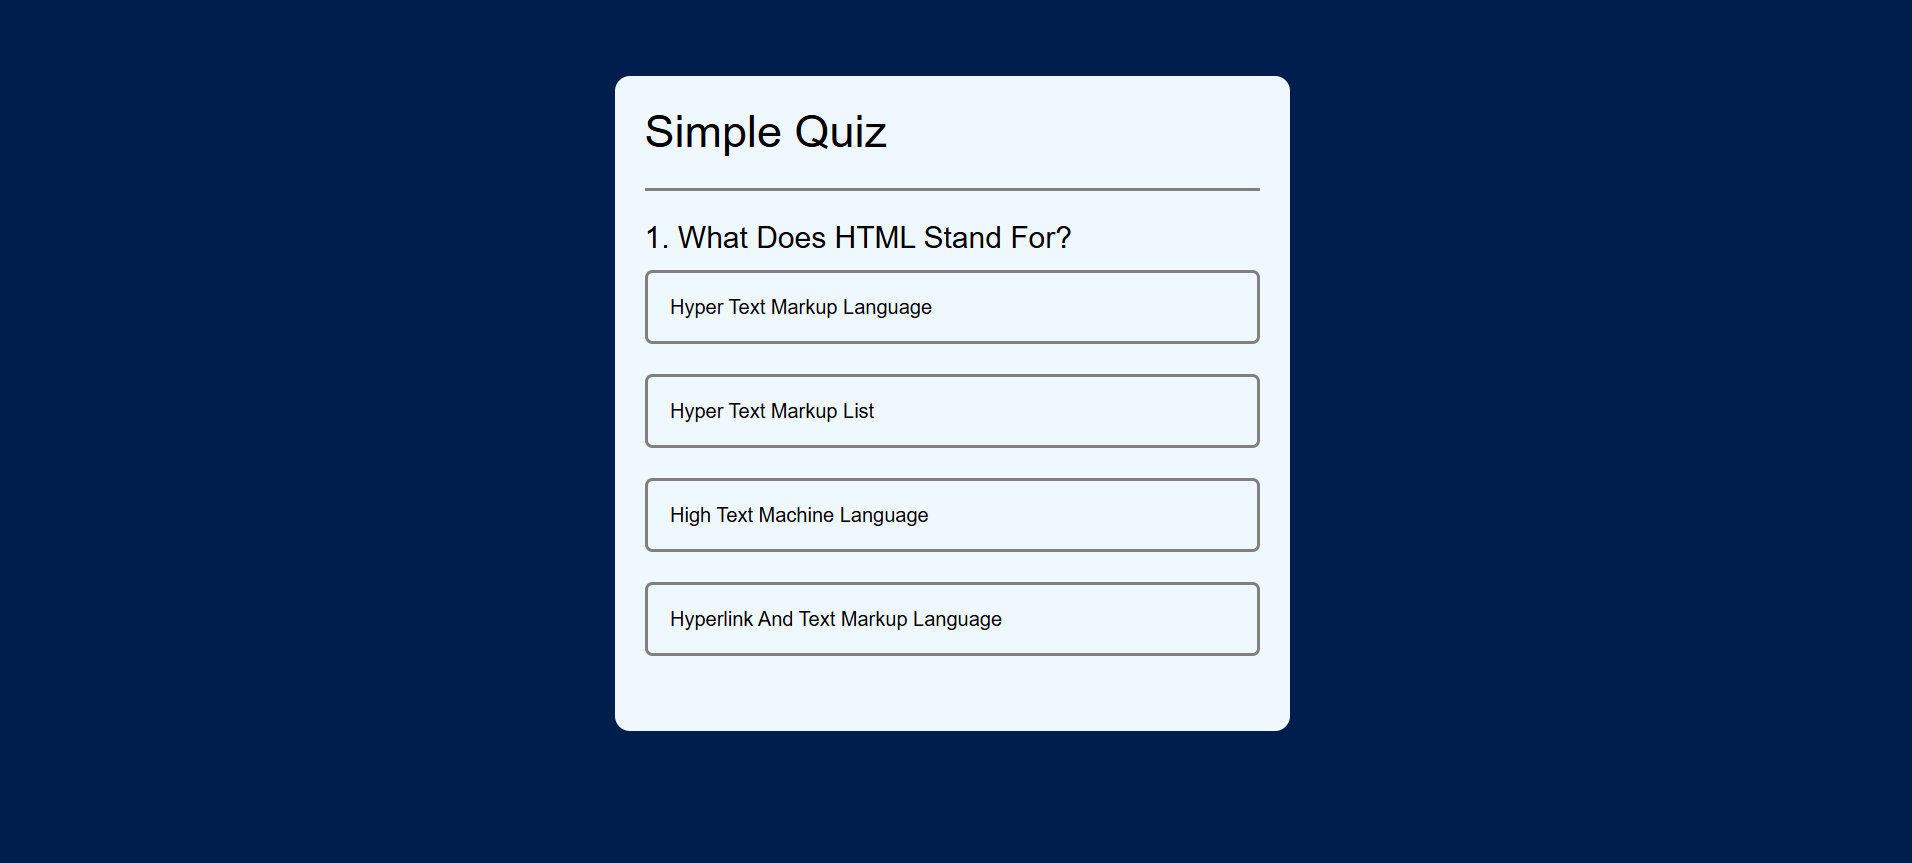 Simple Quiz
1. What Does HTML Stand For?
Hyper Text Markup Language
Hyper Text Markup List
High Text Machine Language
Hyperlink And Text Markup Language